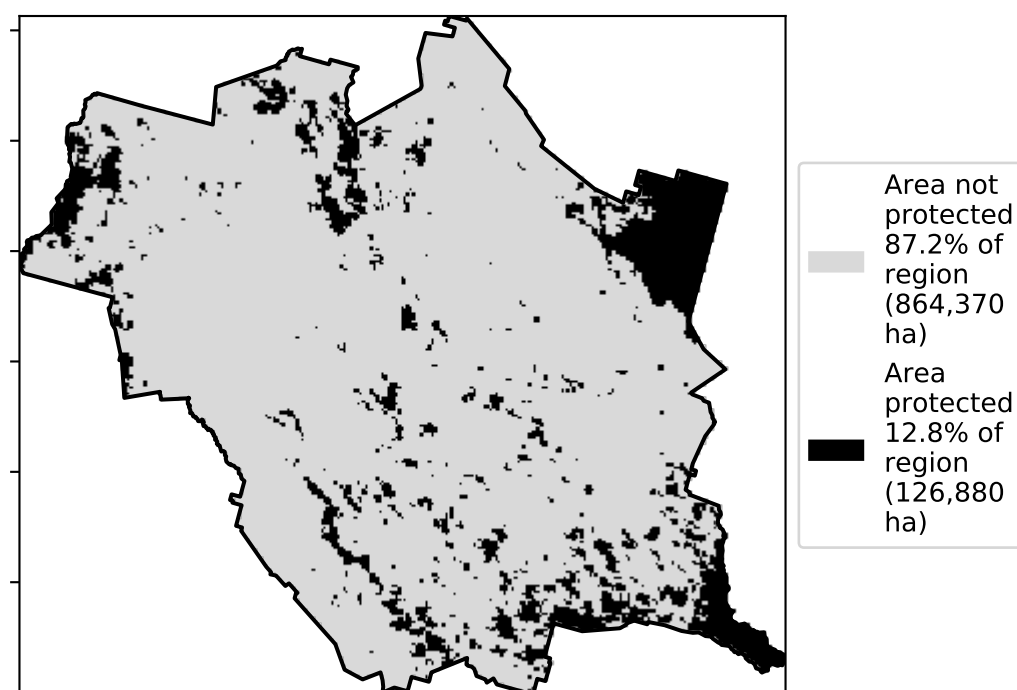 Area not
protected
87.2% of
region
(864,370
ha)
Area
protected
12.8% of
region
(126,880
ha)